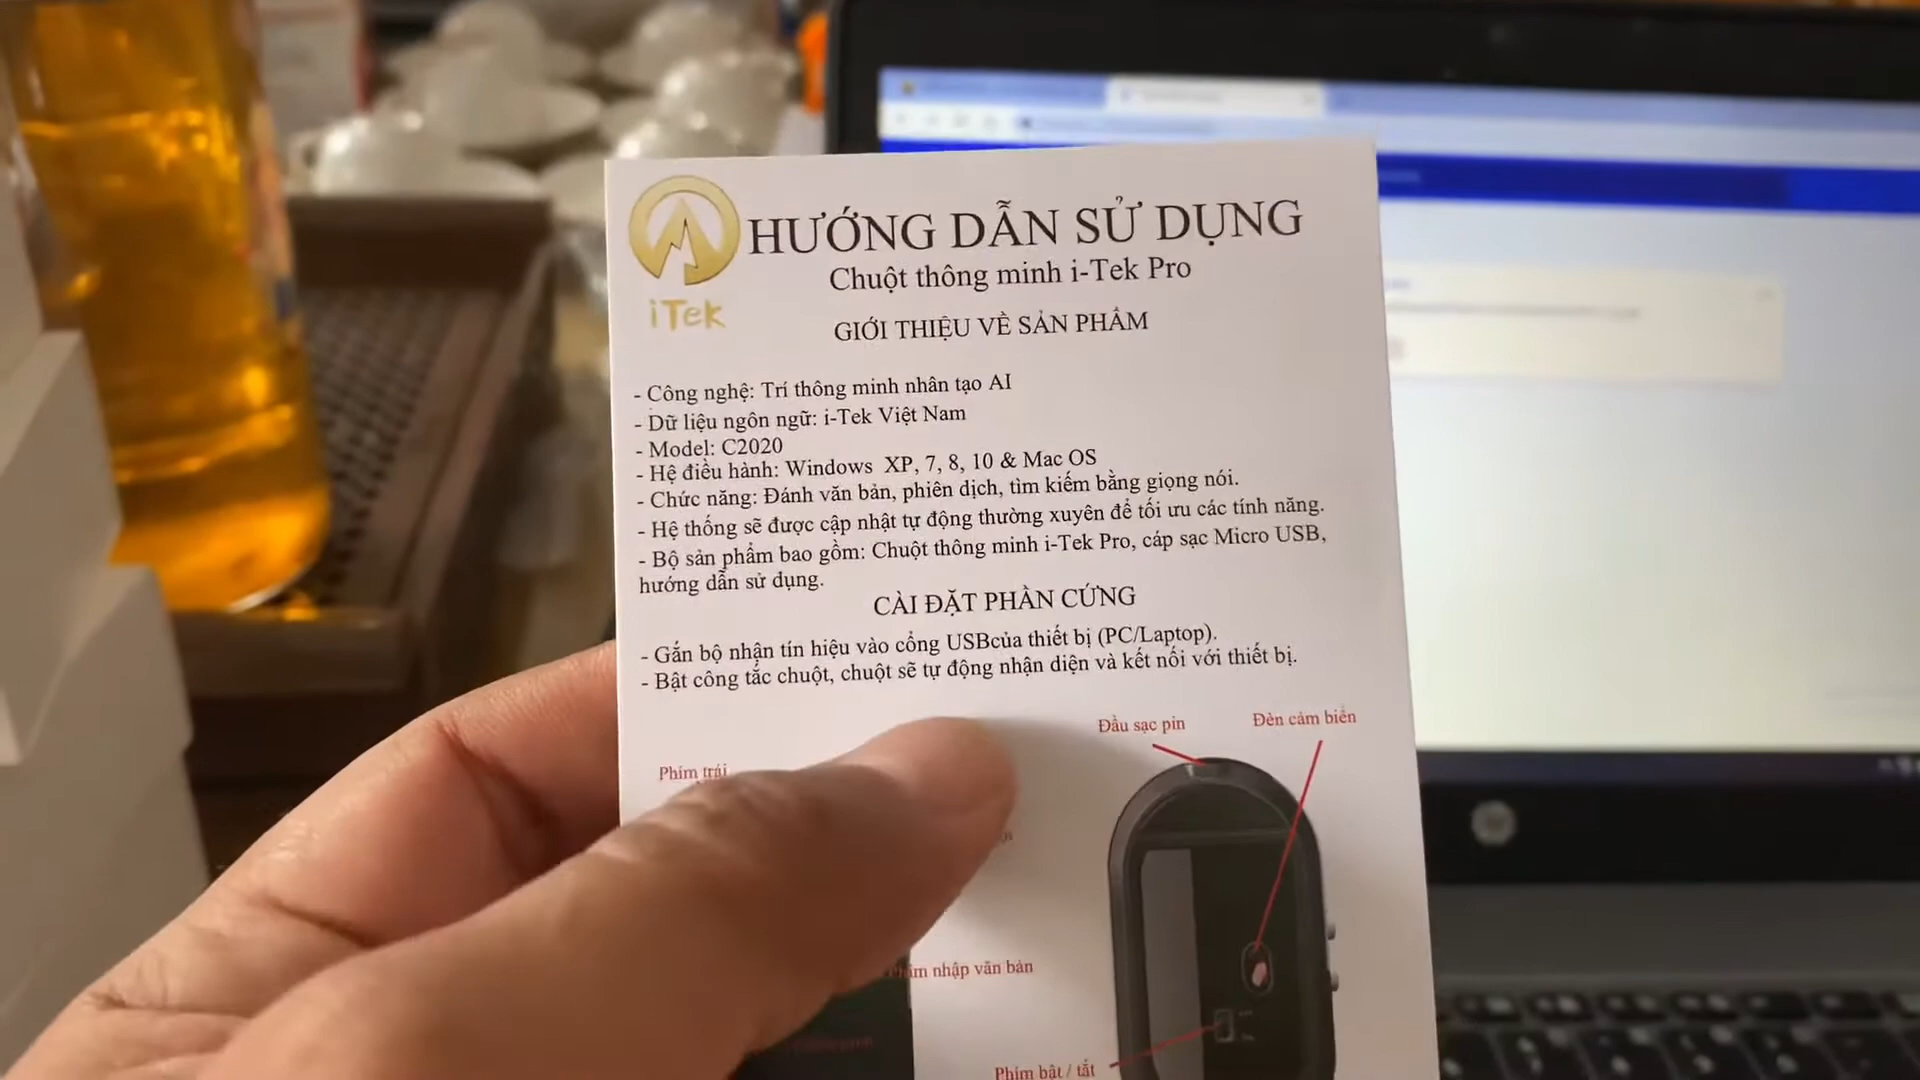 HƯỚNG DẪN SỬ DỤNG
Chuột thông minh i-Tek Pro
iTek
GIỚI THIỆU VỀ SẢN PHẨM
- Công nghệ: Trí thông minh nhân tạo AI
- Dữ liệu ngôn ngữ: i-Tek Việt Nam
- Model: C2020
- Hệ điều hành: Windows XP, 7, 8, 10 & Mac OS
- Chức năng: Đánh văn bản, phiên dịch, tìm kiếm bằng giọng nói.
- Hệ thống sẽ được cập nhật tự động thường xuyên để tối ưu các tính năng.
- Bộ sản phẩm bao gồm: Chuột thông minh i-Tek Pro, cáp sạc Micro USB,
hướng dẫn sử dụng.
CÀI ĐẶT PHẦN CỨNG
- Gắn bộ nhận tín hiệu vào cổng USBcủa thiết bị (PC/Laptop).
- Bật công tắc chuột, chuột sẽ tự động nhận diện và kết nối với thiết bị.
Đầu sạc pin
Đèn cảm biến
Phím trái
Phím nhập văn bản
Phím bật / tắt